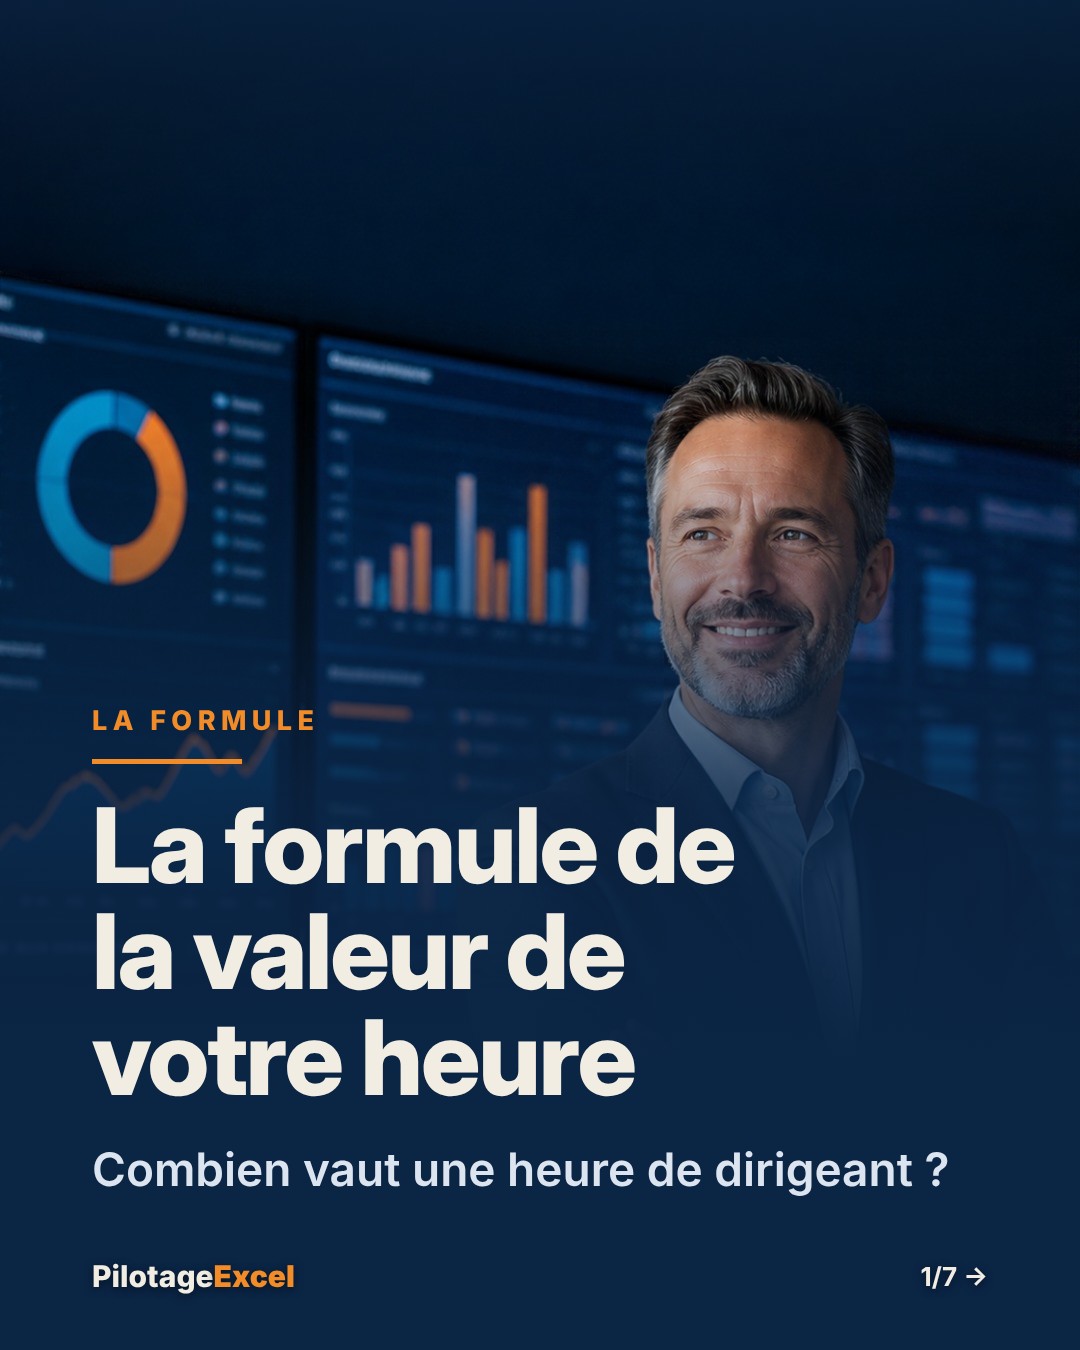 LA FORMULE
La formule de
la valeur de
votre heure
Combien vaut une heure de dirigeant ?
PilotageExcel
1/7 →